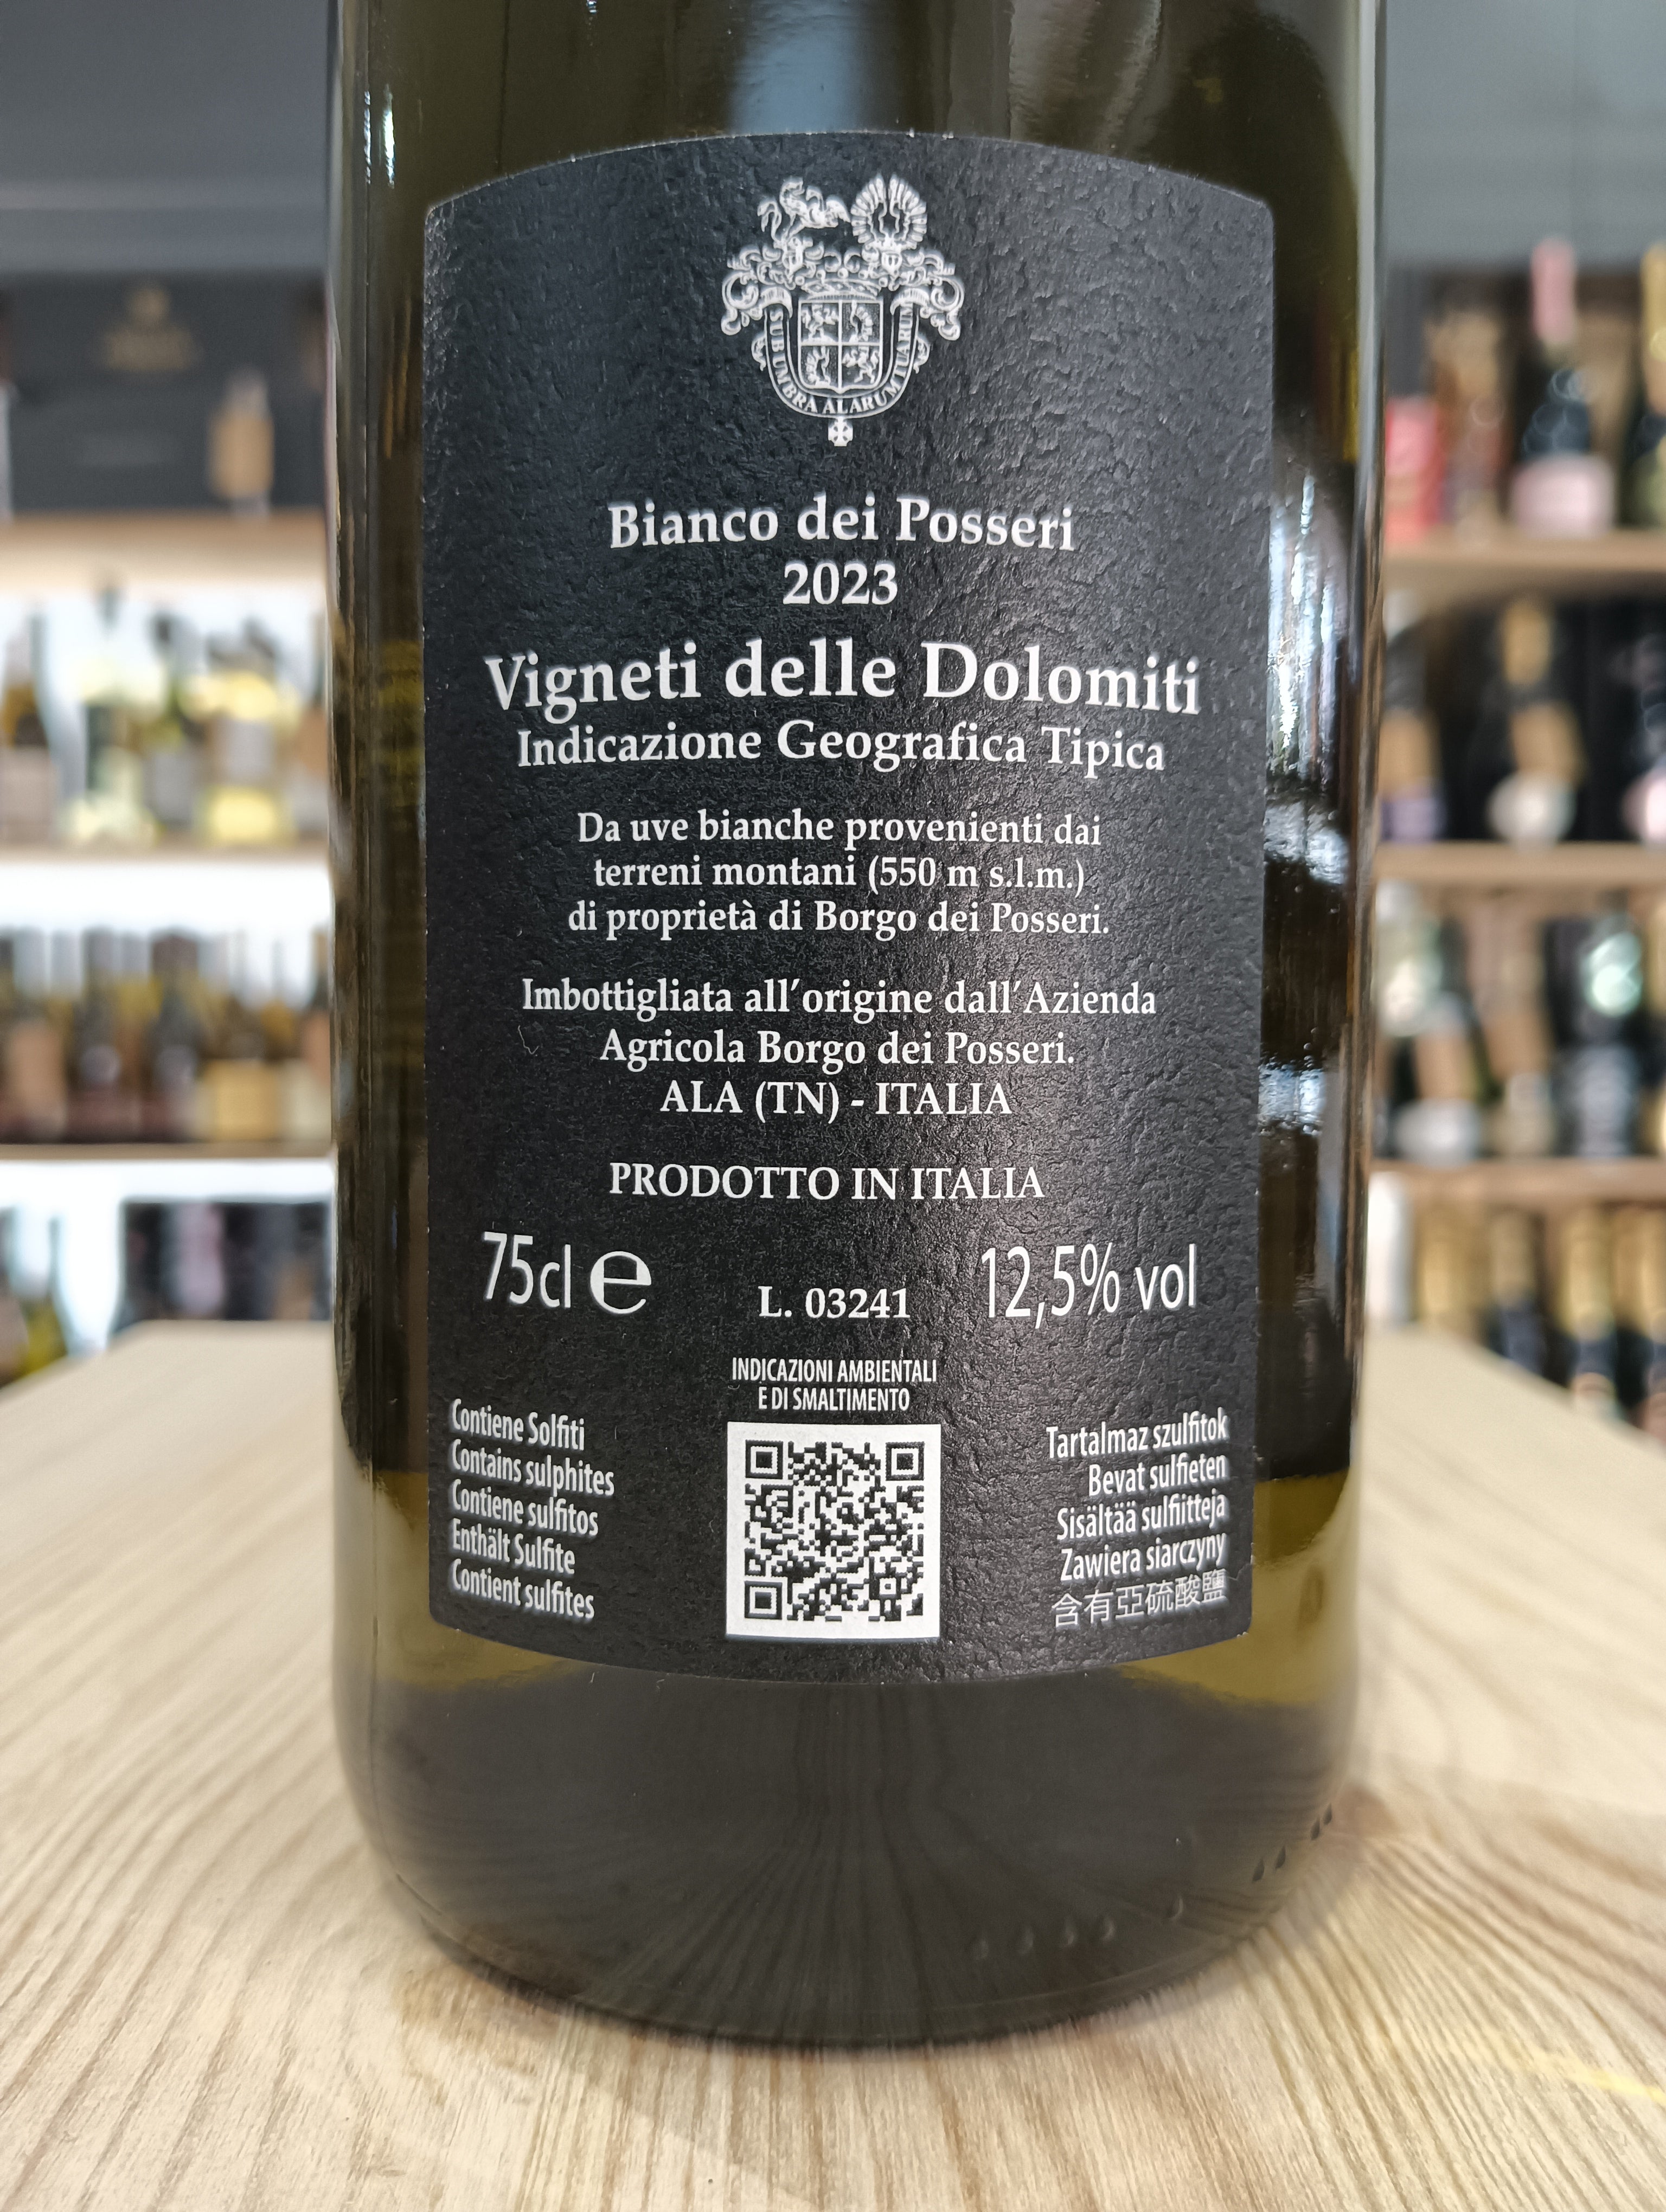 SUB UMBRA ALARUM TUARUM
Bianco dei Posseri
2023
Vigneti delle Dolomiti
Indicazione Geografica Tipica
Da uve bianche provenienti dai
terreni montani (550 m s.l.m.)
di proprietà di Borgo dei Posseri.
Imbottigliata all'origine dall'Azienda
Agricola Borgo dei Posseri.
ALA (TN) - ITALIA
PRODOTTO IN ITALIA
75cl e
L. 03241
12,5% vol
INDICAZIONI AMBIENTALI
E DI SMALTIMENTO
Contiene Solfiti
Contains sulphites
Contiene sulfitos
Enthält Sulfite
Contient sulfites
Tartalmaz szulfitok
Bevat sulfieten
Sisältää sulfiitteja
Zawiera siarczyny
含有亞硫酸鹽